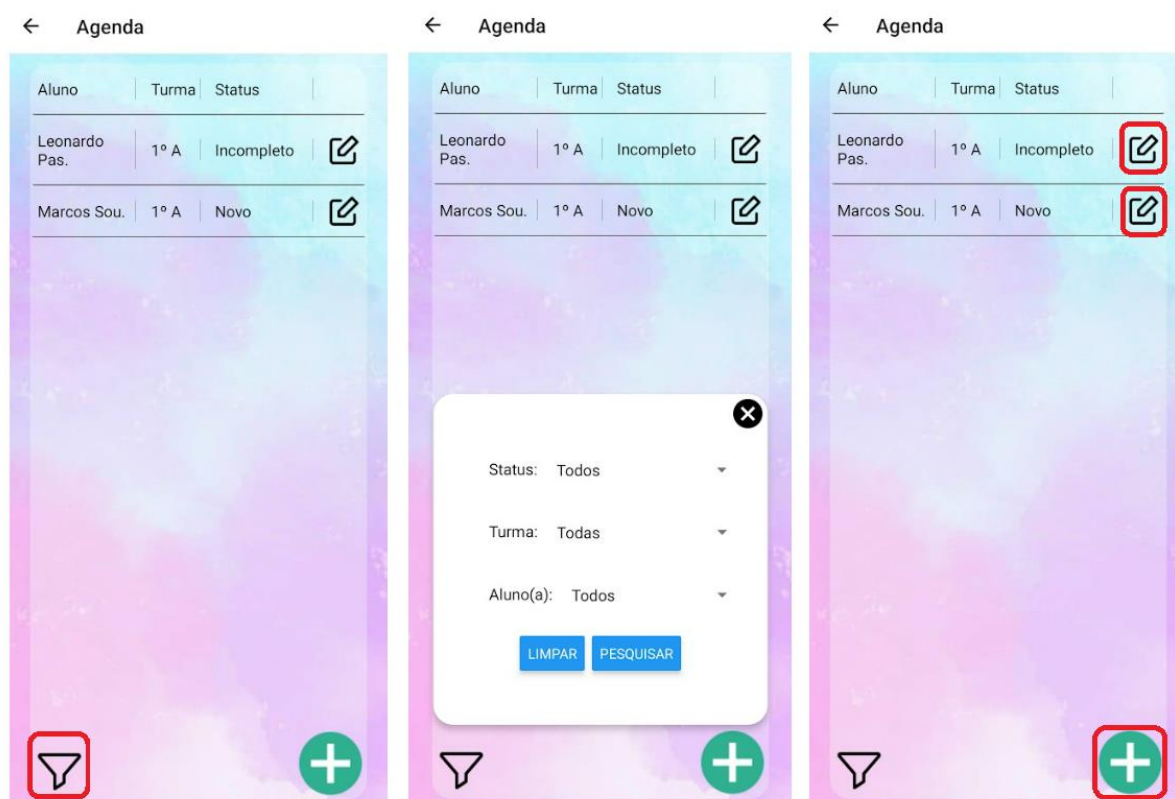 Agenda
Aluno Turma Status
Leonardo Pas. 1º A Incompleto
Marcos Sou. 1º A Novo
Agenda
Aluno Turma Status
Leonardo Pas. 1º A Incompleto
Marcos Sou. 1º A Novo
Status: Todos
Turma: Todas
Aluno(a): Todos
LIMPAR PESQUISAR
Agenda
Aluno Turma Status
Leonardo Pas. 1º A Incompleto
Marcos Sou. 1º A Novo